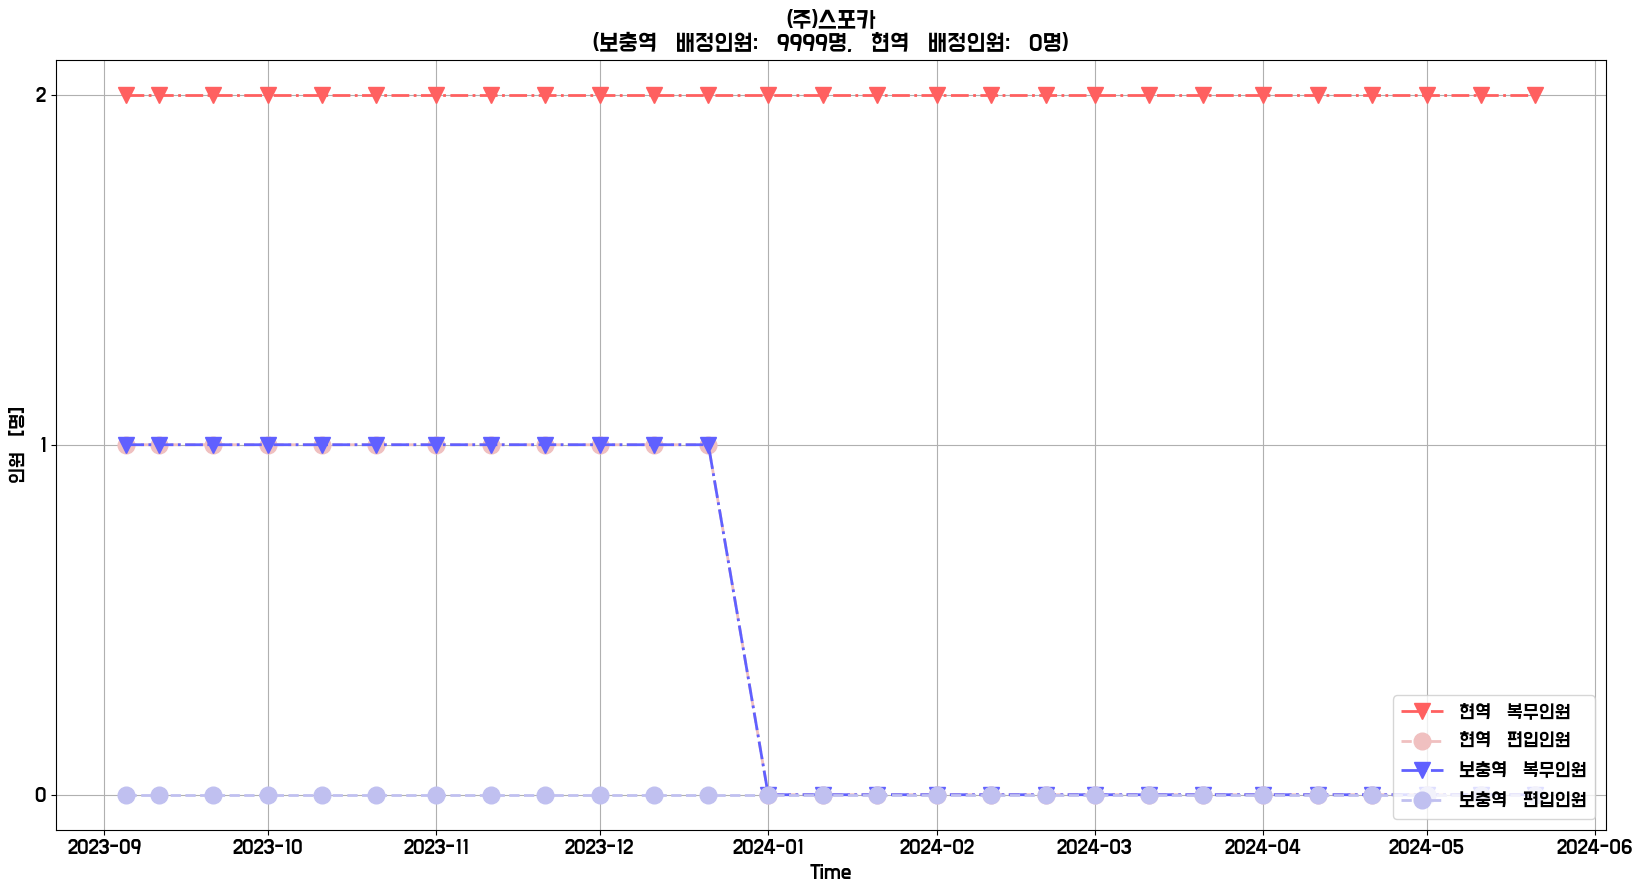 (주)스포카
(보충역 배정인원: 9999명, 현역 배정인원: 0명)
인원 [명]
2
1
0
현역 복무인원
현역 편입인원
보충역 복무인원
보충역 편입인원
2023-09 2023-10 2023-11 2023-12 2024-01 2024-02 2024-03 2024-04 2024-05 2024-06
Time